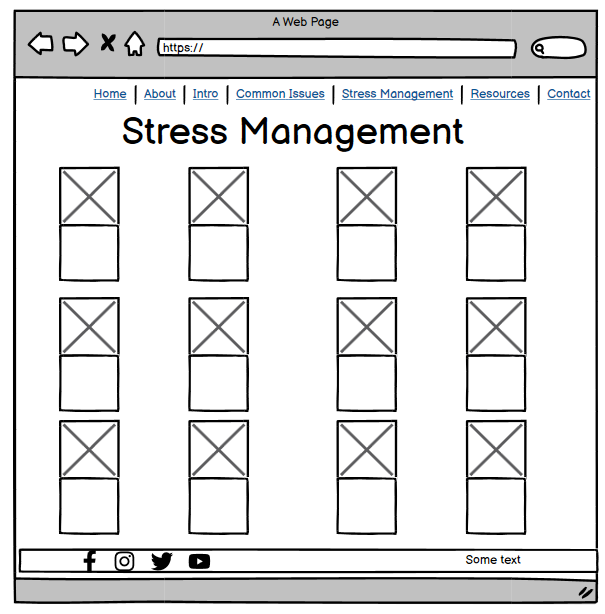 A Web Page
https://
Home | About | Intro | Common Issues | Stress Management | Resources | Contact
Stress Management
Some text